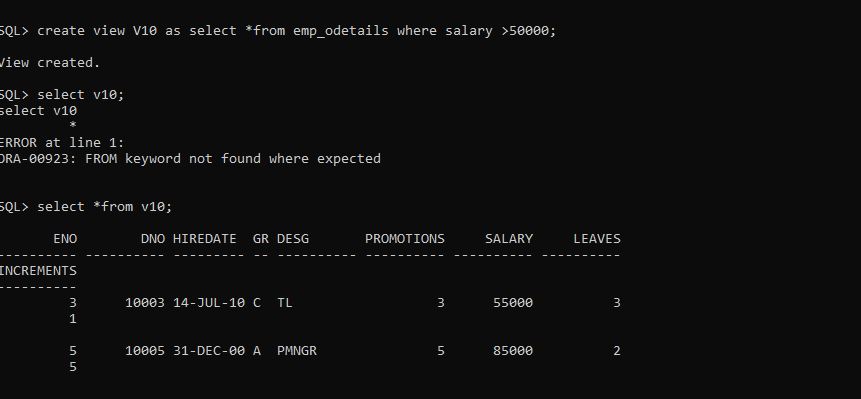 SQL> create view V10 as select *from emp_odetails where salary >50000;
View created.
SQL> select v10;
select v10
*
ERROR at line 1:
ORA-00923: FROM keyword not found where expected
SQL> select *from v10;
ENO DNO HIREDATE GR DESG PROMOTIONS SALARY LEAVES
---------- ---------- --------- -- ---------- ---------- ---------- ----------
INCREMENTS
----------
3 10003 14-JUL-10 C TL 3 55000 3
1
5 10005 31-DEC-00 A PMNGR 5 85000 2
5